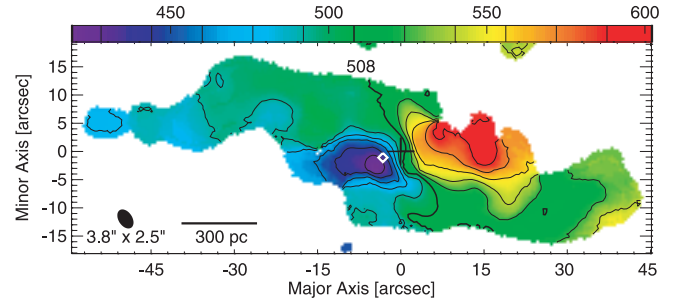 450 500 550 600
508
15
10
5
0
-5
-10
-15
Minor Axis [arcsec]
3.8" x 2.5"
300 pc
-45 -30 -15 0 15 30 45
Major Axis [arcsec]